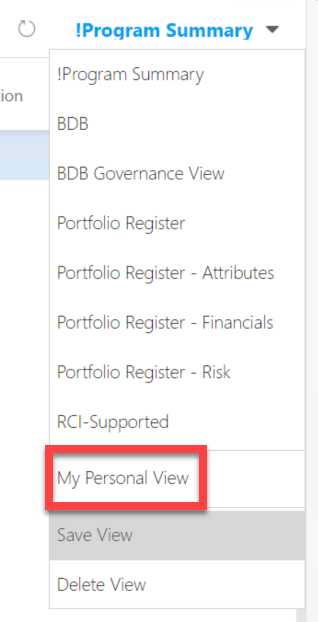 !Program Summary
ion
!Program Summary
BDB
BDB Governance View
Portfolio Register
Portfolio Register - Attributes
Portfolio Register - Financials
Portfolio Register - Risk
RCI-Supported
My Personal View
Save View
Delete View